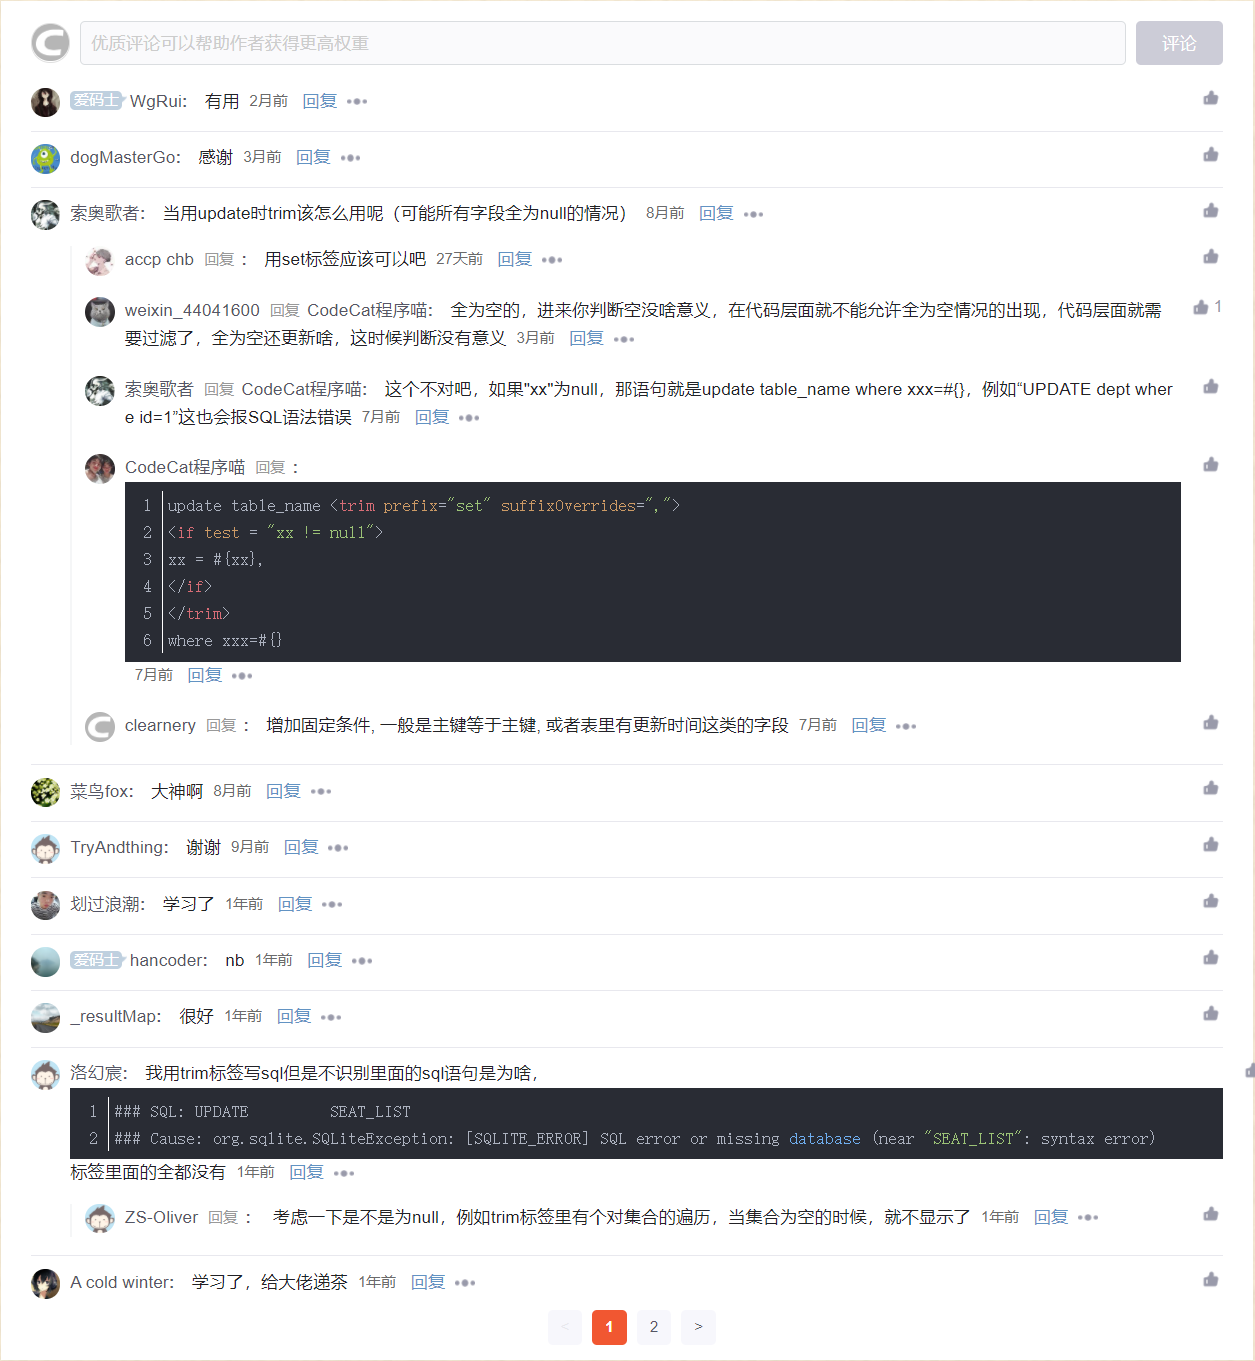 优质评论可以帮助作者获得更高权重
评论
爱码士 WgRui： 有用 2月前 回复
dogMasterGo： 感谢 3月前 回复
索奥歌者： 当用update时trim该怎么用呢（可能所有字段全为null的情况） 8月前 回复
accp chb 回复 ： 用set标签应该可以吧 27天前 回复
weixin_44041600 回复 CodeCat程序喵： 全为空的，进来你判断空没啥意义，在代码层面就不能允许全为空情况的出现，代码层面就需 1
要过滤了，全为空还更新啥，这时候判断没有意义 3月前 回复
索奥歌者 回复 CodeCat程序喵： 这个不对吧，如果"xx"为null，那语句就是update table_name where xxx=#{}，例如“UPDATE dept wher
e id=1”这也会报SQL语法错误 7月前 回复
CodeCat程序喵 回复 ：
1 update table_name <trim prefix="set" suffixOverrides=",">
2 <if test = "xx != null">
3 xx = #{xx},
4 </if>
5 </trim>
6 where xxx=#{}
7月前 回复
clearnery 回复 ： 增加固定条件, 一般是主键等于主键, 或者表里有更新时间这类的字段 7月前 回复
菜鸟fox： 大神啊 8月前 回复
TryAndthing： 谢谢 9月前 回复
划过浪潮： 学习了 1年前 回复
爱码士 hancoder： nb 1年前 回复
_resultMap： 很好 1年前 回复
洛幻宸： 我用trim标签写sql但是不识别里面的sql语句是为啥，
1 ### SQL: UPDATE         SEAT_LIST
2 ### Cause: org.sqlite.SQLiteException: [SQLITE_ERROR] SQL error or missing database (near "SEAT_LIST": syntax error)
标签里面的全都没有 1年前 回复
ZS-Oliver 回复 ： 考虑一下是不是为null，例如trim标签里有个对集合的遍历，当集合为空的时候，就不显示了 1年前 回复
A cold winter： 学习了，给大佬递茶 1年前 回复
< 1 2 >